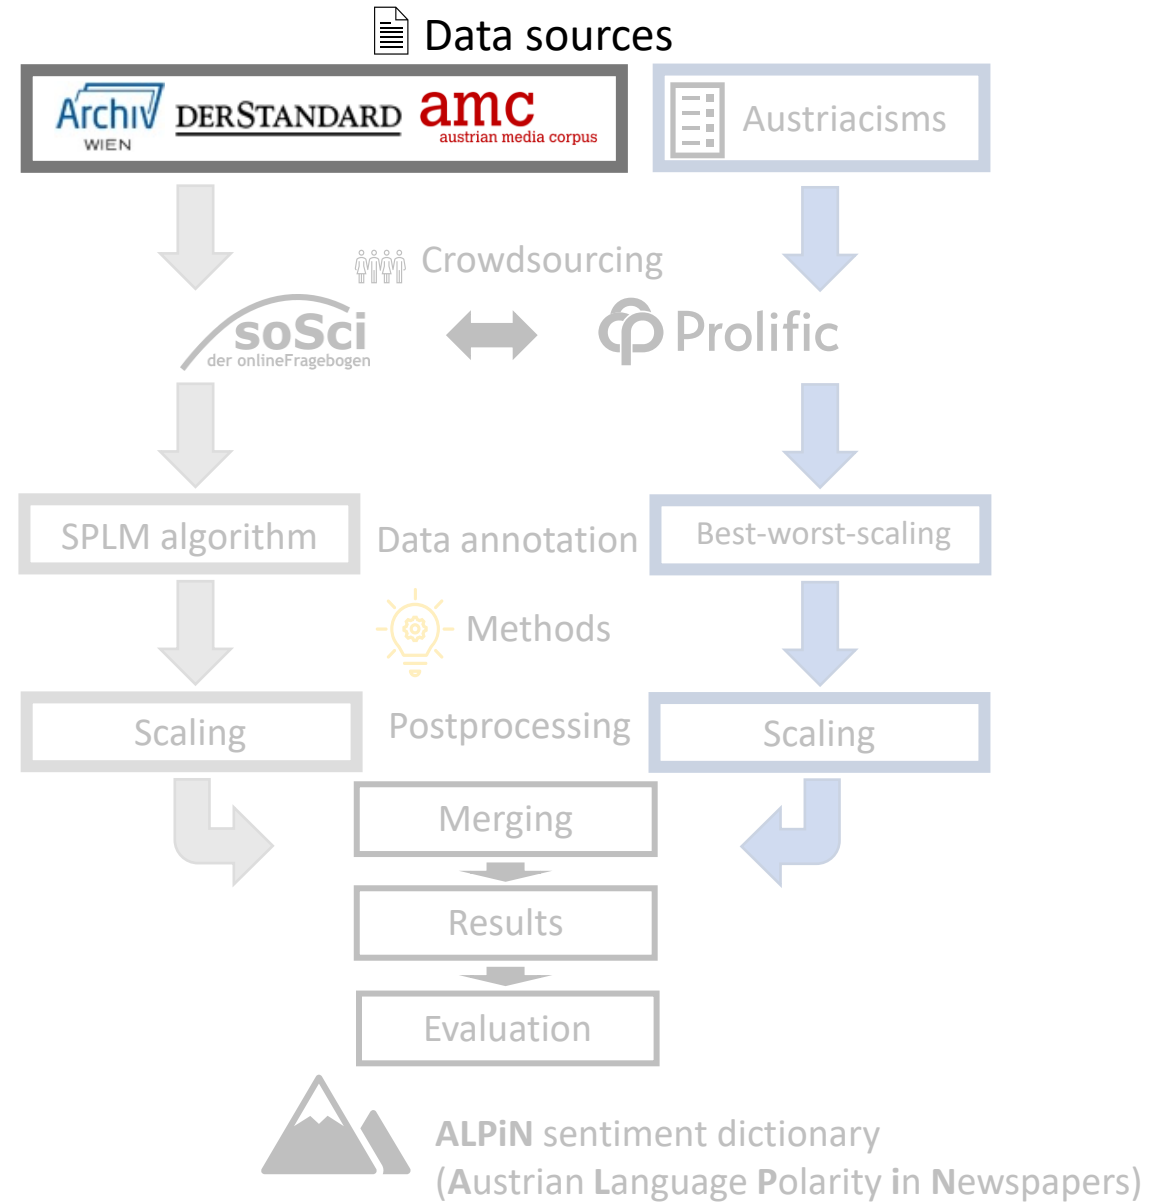 Data sources
Archiv
WIEN
DERSTANDARD
amc
austrian media corpus
Austriacisms
Crowdsourcing
soSci
der onlineFragebogen
Prolific
SPLM algorithm
Data annotation
Best-worst-scaling
Methods
Scaling
Postprocessing
Scaling
Merging
Results
Evaluation
ALPiN sentiment dictionary
(Austrian Language Polarity in Newspapers)